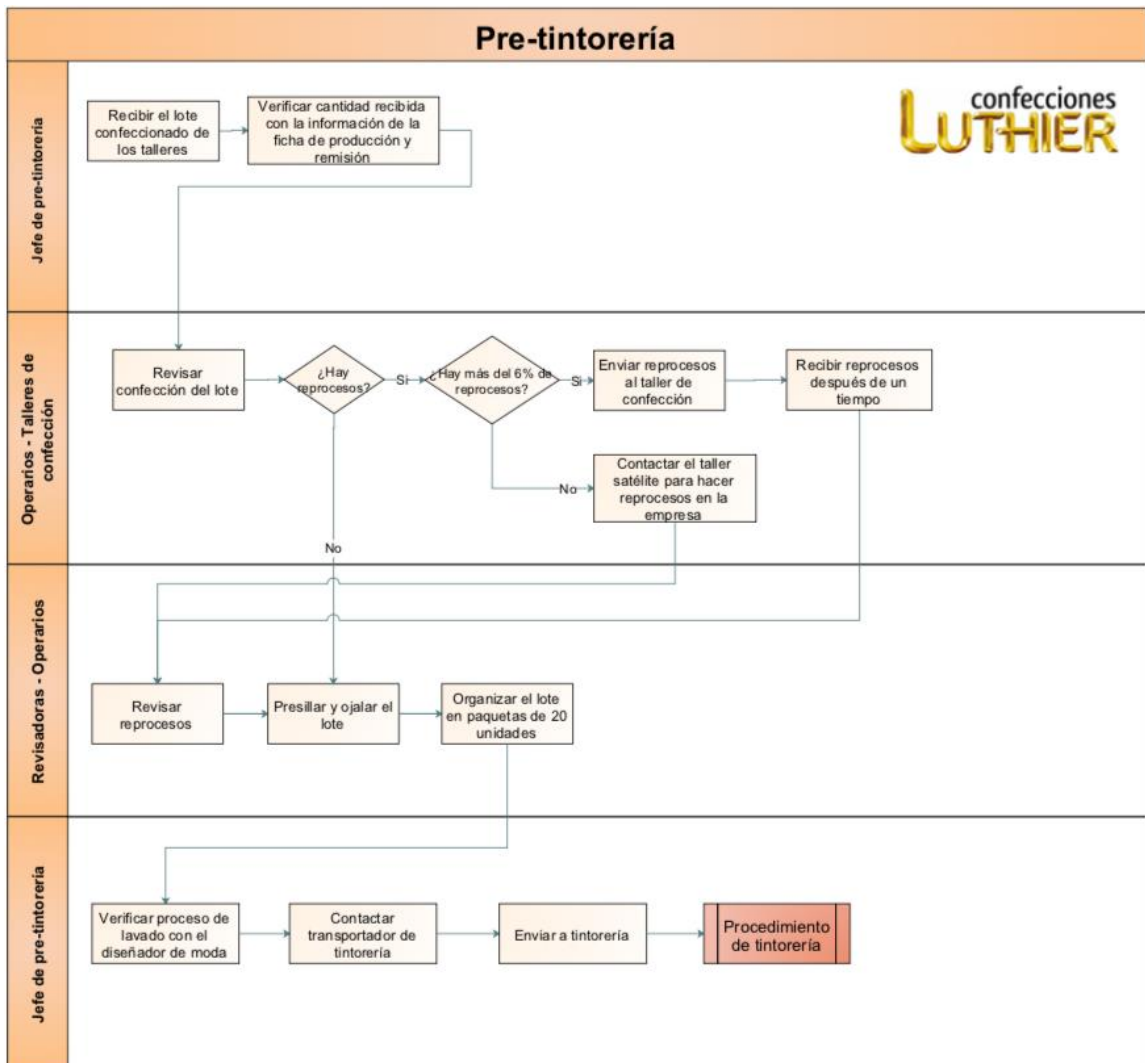 Pre-tintorería
confecciones
LUTHIER
Jefe de pre-tintorería
Recibir el lote
confeccionado de
los talleres
Verificar cantidad recibida
con la información de la
ficha de producción y
remisión
Operarios - Talleres de
confección
Revisar
confección del lote
¿Hay
reprocesos?
Si
¿Hay más del 6% de
reprocesos?
Si
Enviar reprocesos
al taller de
confección
Recibir reprocesos
después de un
tiempo
No
Contactar el taller
satélite para hacer
reprocesos en la
empresa
No
Revisadoras - Operarios
Revisar
reprocesos
Presillar y ojalar el
lote
Organizar el lote
en paquetas de 20
unidades
Jefe de pre-tintorería
Verificar proceso de
lavado con el
diseñador de moda
Contactar
transportador de
tintorería
Enviar a tintorería
Procedimiento
de tintorería